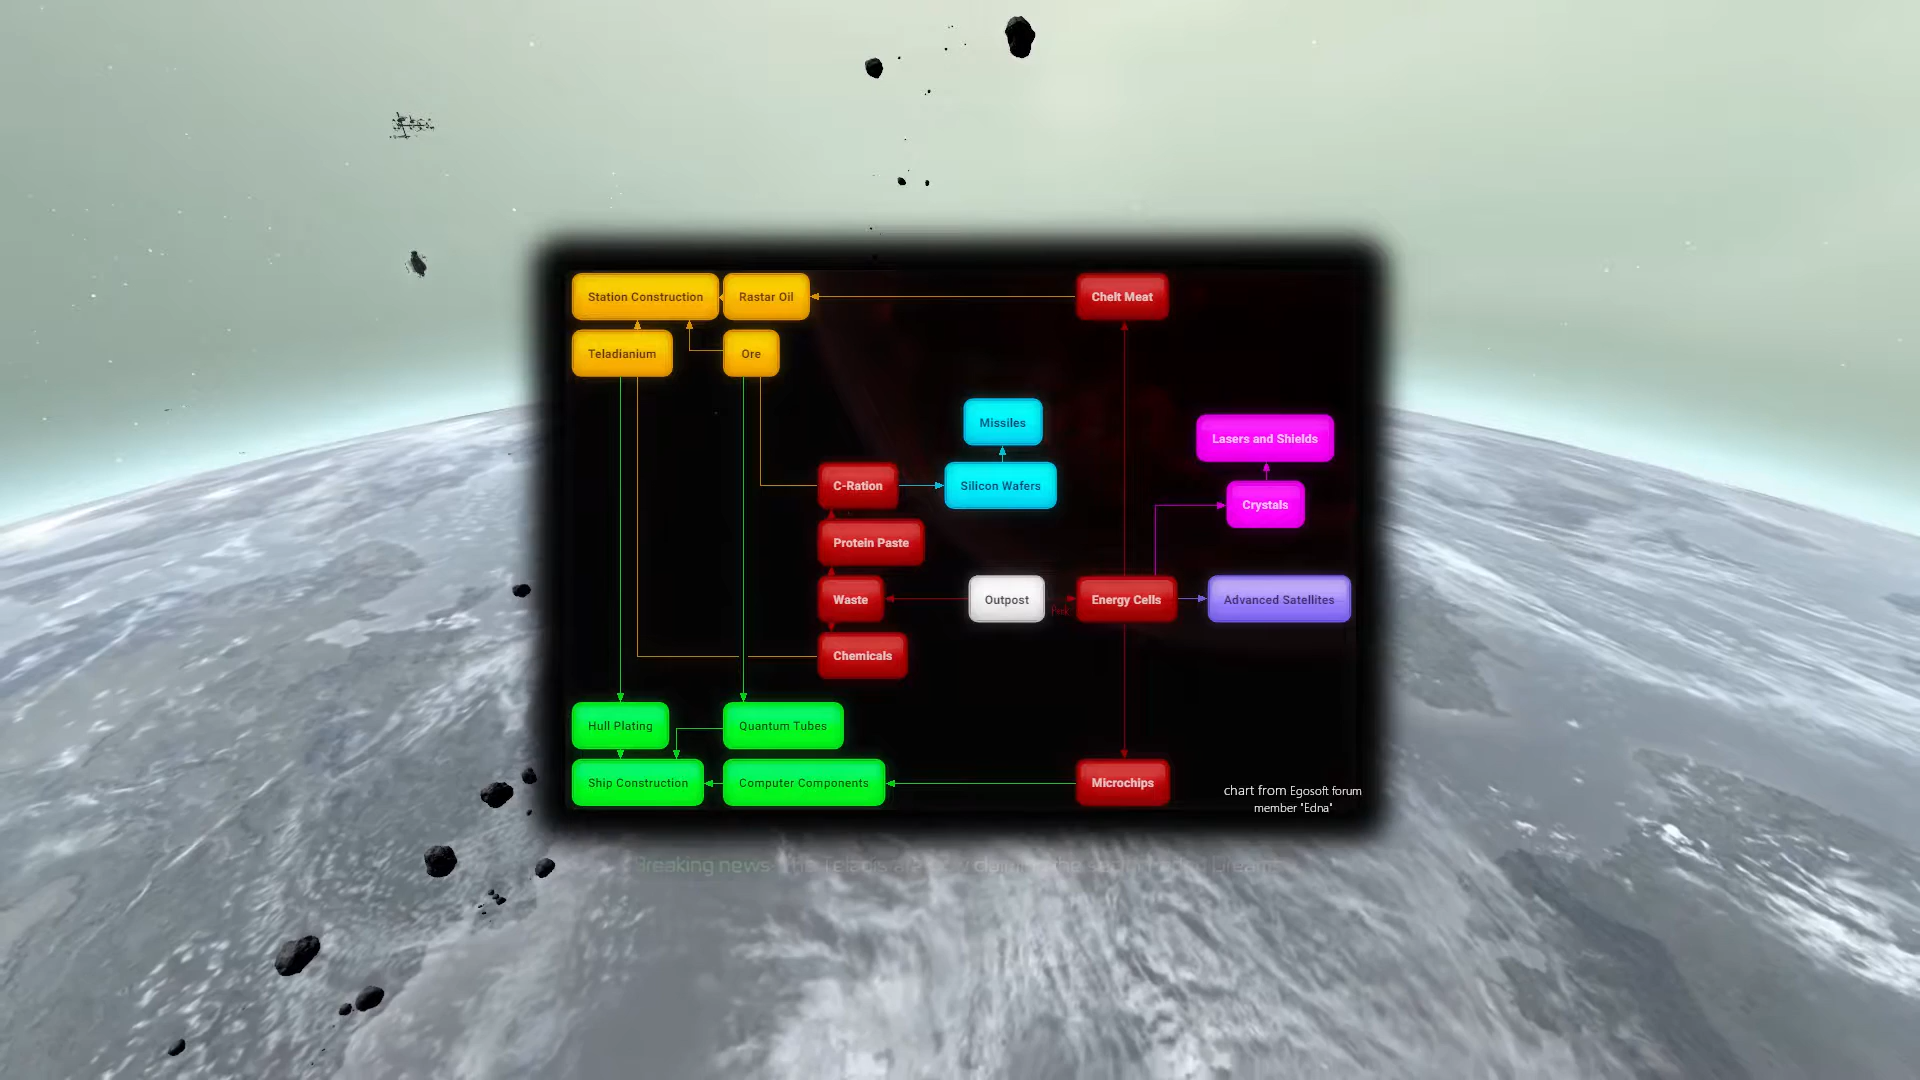 Station Construction
Rastar Oil
Chelt Meat
Teladianium
Ore
Missiles
Lasers and Shields
C-Ration
Silicon Wafers
Crystals
Protein Paste
Waste
Outpost
Energy Cells
Advanced Satellites
Chemicals
Hull Plating
Quantum Tubes
Ship Construction
Computer Components
Microchips
chart from Egosoft forum
member "Edna"
Breaking news